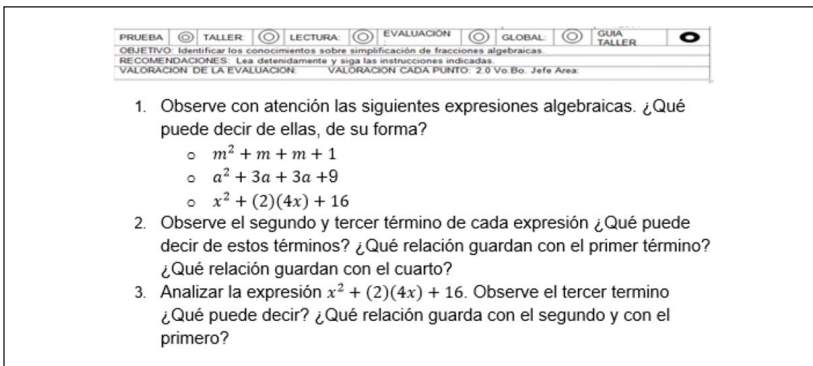 PRUEBA TALLER: LECTURA: EVALUACIÓN : GLOBAL: GUIA TALLER
OBJETIVO: Identificar los conocimientos sobre simplificación de fracciones algebraicas.
RECOMENDACIONES: Lea detenidamente y siga las instrucciones indicadas.
VALORACION DE LA EVALUACION: VALORACION CADA PUNTO: 2.0 Vo.Bo. Jefe Area:
1. Observe con atención las siguientes expresiones algebraicas. ¿Qué
puede decir de ellas, de su forma?
o m² + m + m + 1
o a² + 3a + 3a +9
o x² + (2)(4x) + 16
2. Observe el segundo y tercer término de cada expresión ¿Qué puede
decir de estos términos? ¿Qué relación guardan con el primer término?
¿Qué relación guardan con el cuarto?
3. Analizar la expresión x² + (2)(4x) + 16. Observe el tercer termino
¿Qué puede decir? ¿Qué relación guarda con el segundo y con el
primero?